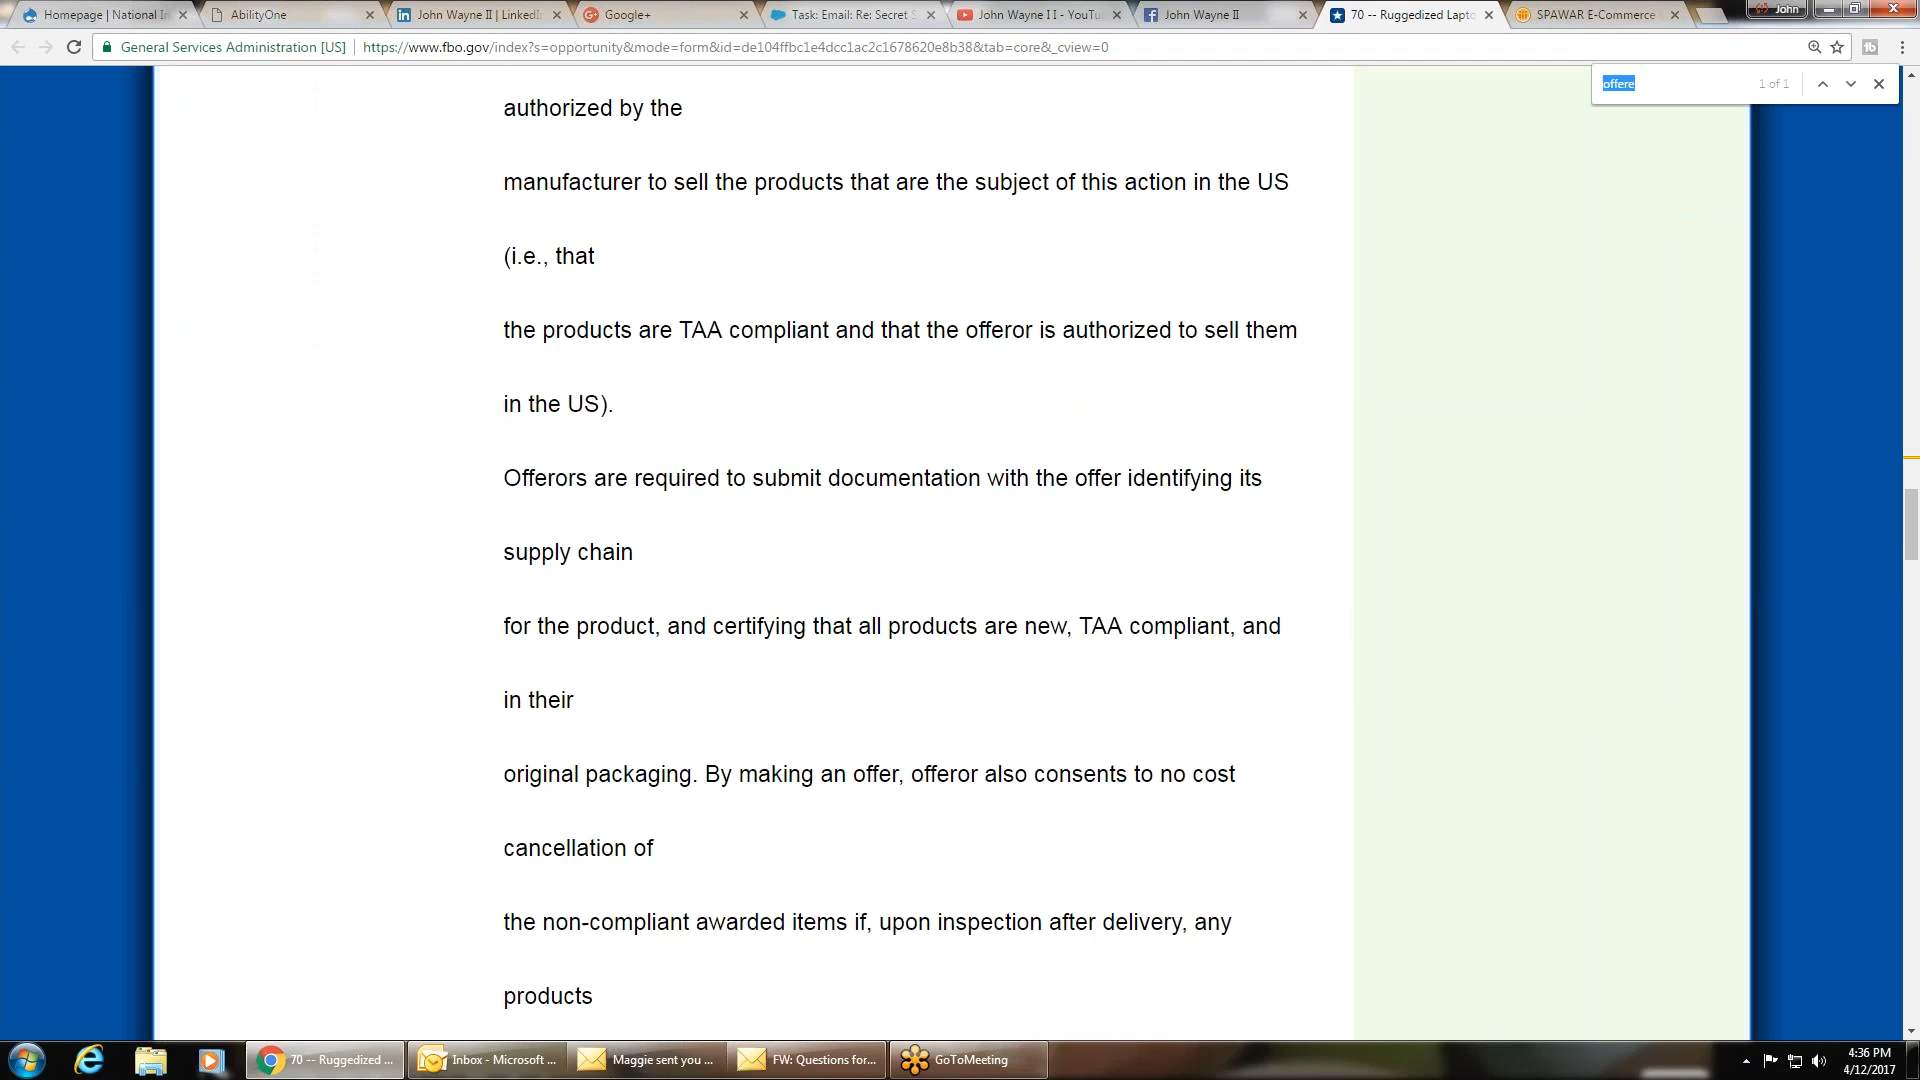 Homepage | National In
AbilityOne
John Wayne II | LinkedIn
Google+
Task: Email: Re: Secret S
John Wayne I I - YouTu
John Wayne II
70 -- Ruggedized Lapto
SPAWAR E-Commerce
John
General Services Administration [US]
https://www.fbo.gov/index?s=opportunity&mode=form&id=de104ffbc1e4dcc1ac2c1678620e8b38&tab=core&_cview=0
offere
1 of 1
authorized by the
manufacturer to sell the products that are the subject of this action in the US
(i.e., that
the products are TAA compliant and that the offeror is authorized to sell them
in the US).
Offerors are required to submit documentation with the offer identifying its
supply chain
for the product, and certifying that all products are new, TAA compliant, and
in their
original packaging. By making an offer, offeror also consents to no cost
cancellation of
the non-compliant awarded items if, upon inspection after delivery, any
products
70 -- Ruggedized ...
Inbox - Microsoft ...
Maggie sent you ...
FW: Questions for...
GoToMeeting
4:36 PM
4/12/2017